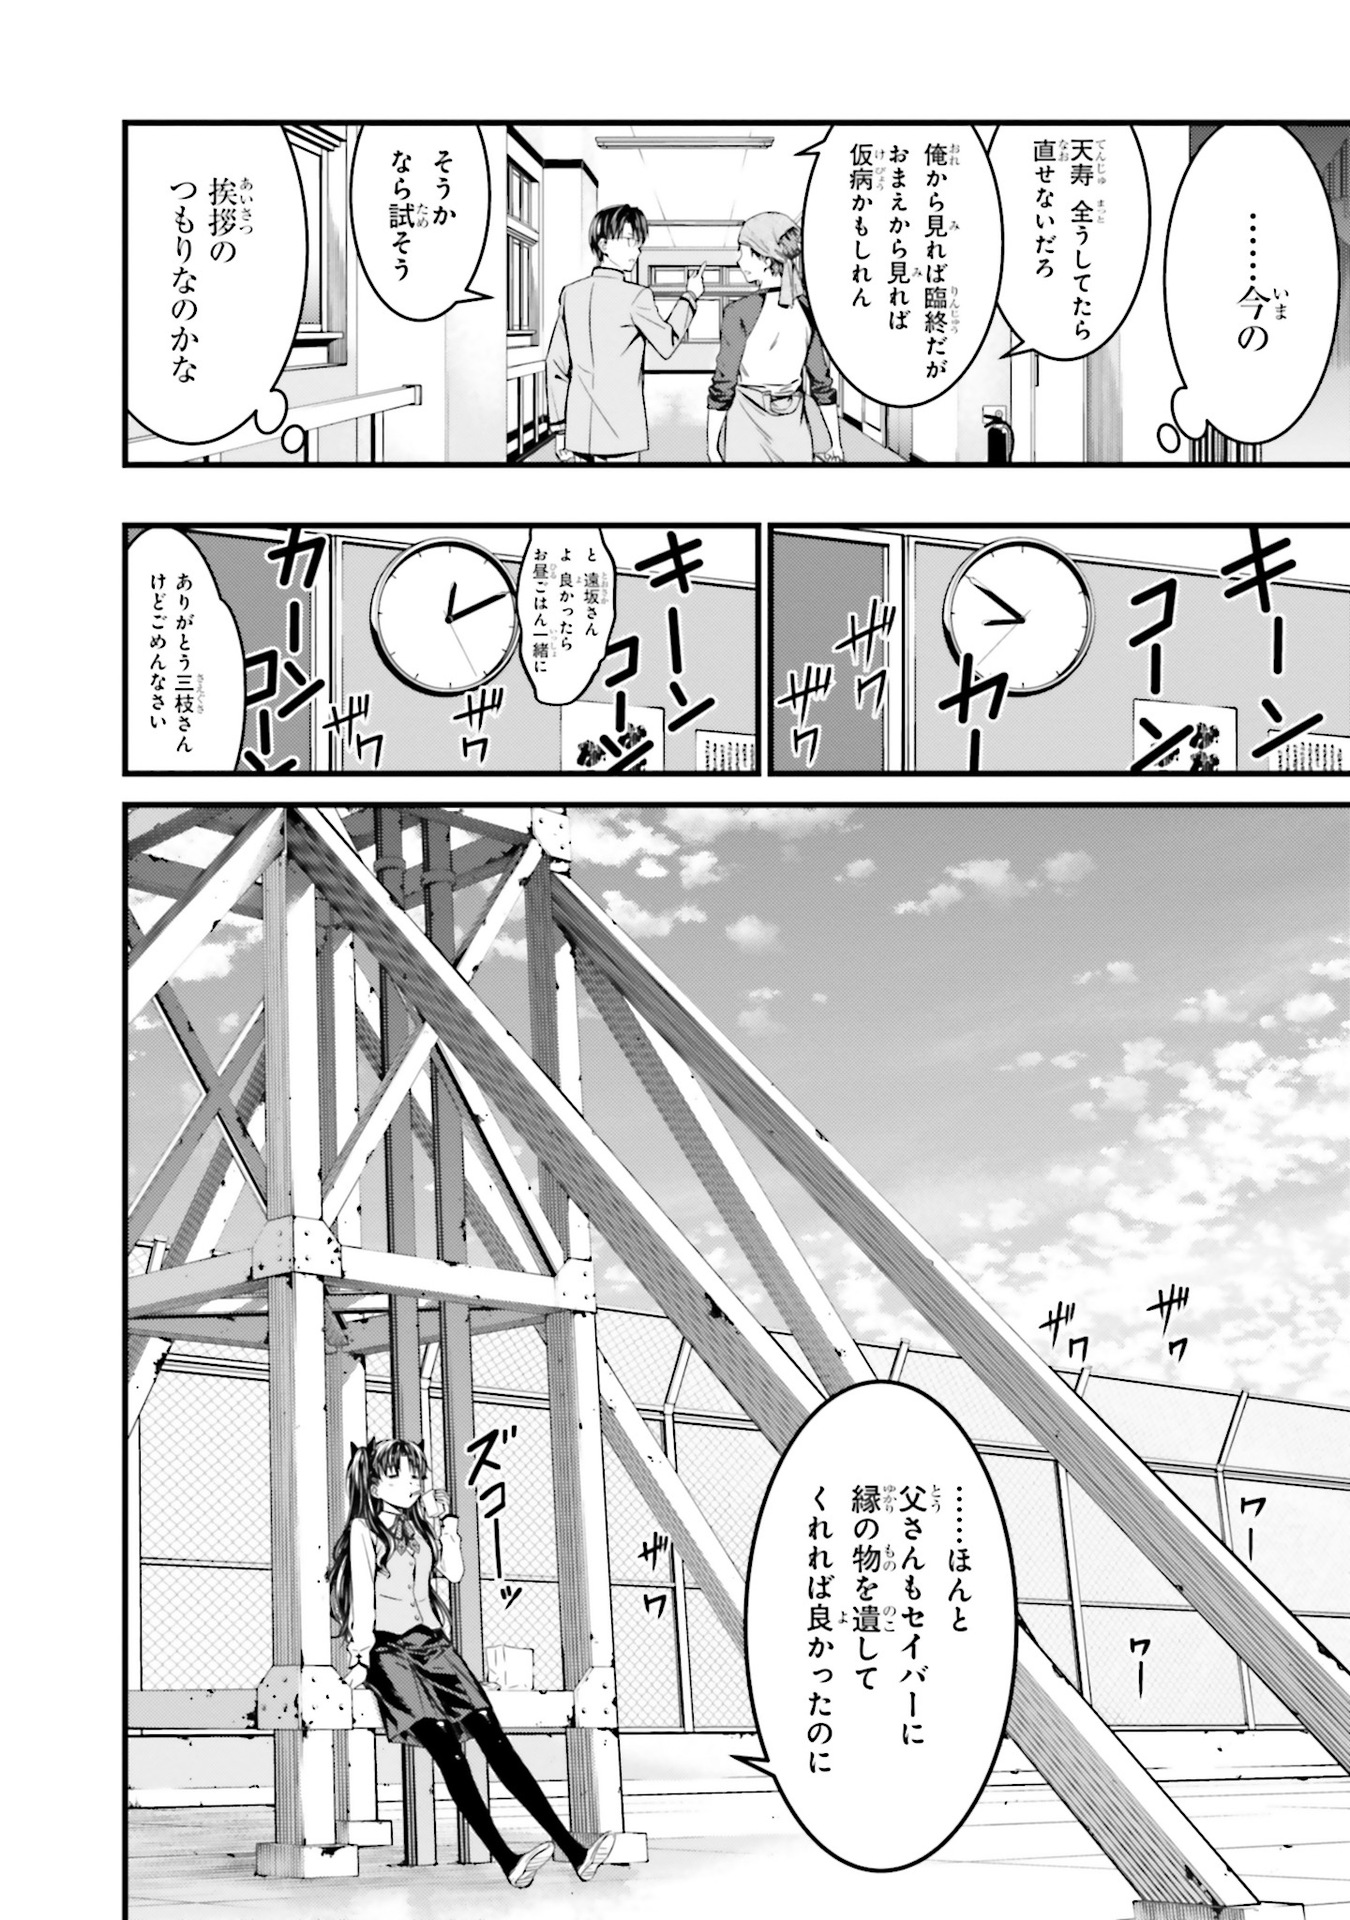 ……今の
天寿 全うしてたら
直せないだろ
俺から見れば臨終だが
おまえから見れば
仮病かもしれん
そうか
なら試そう
挨拶の
つもりなのかな
キーン
カーン
コーン
と 遠坂さん
よ 良かったら
お昼ごはん一緒に
キーン
コーン
カーン
コーン
ザワ
ザワ
ありがとう三枝さん
けどごめんなさい
ザワ
ザワ
ワー
ワー
ワー
……ほんと
父さんもセイバーに
縁の物を遺して
くれれば良かったのに
ズズコーッ